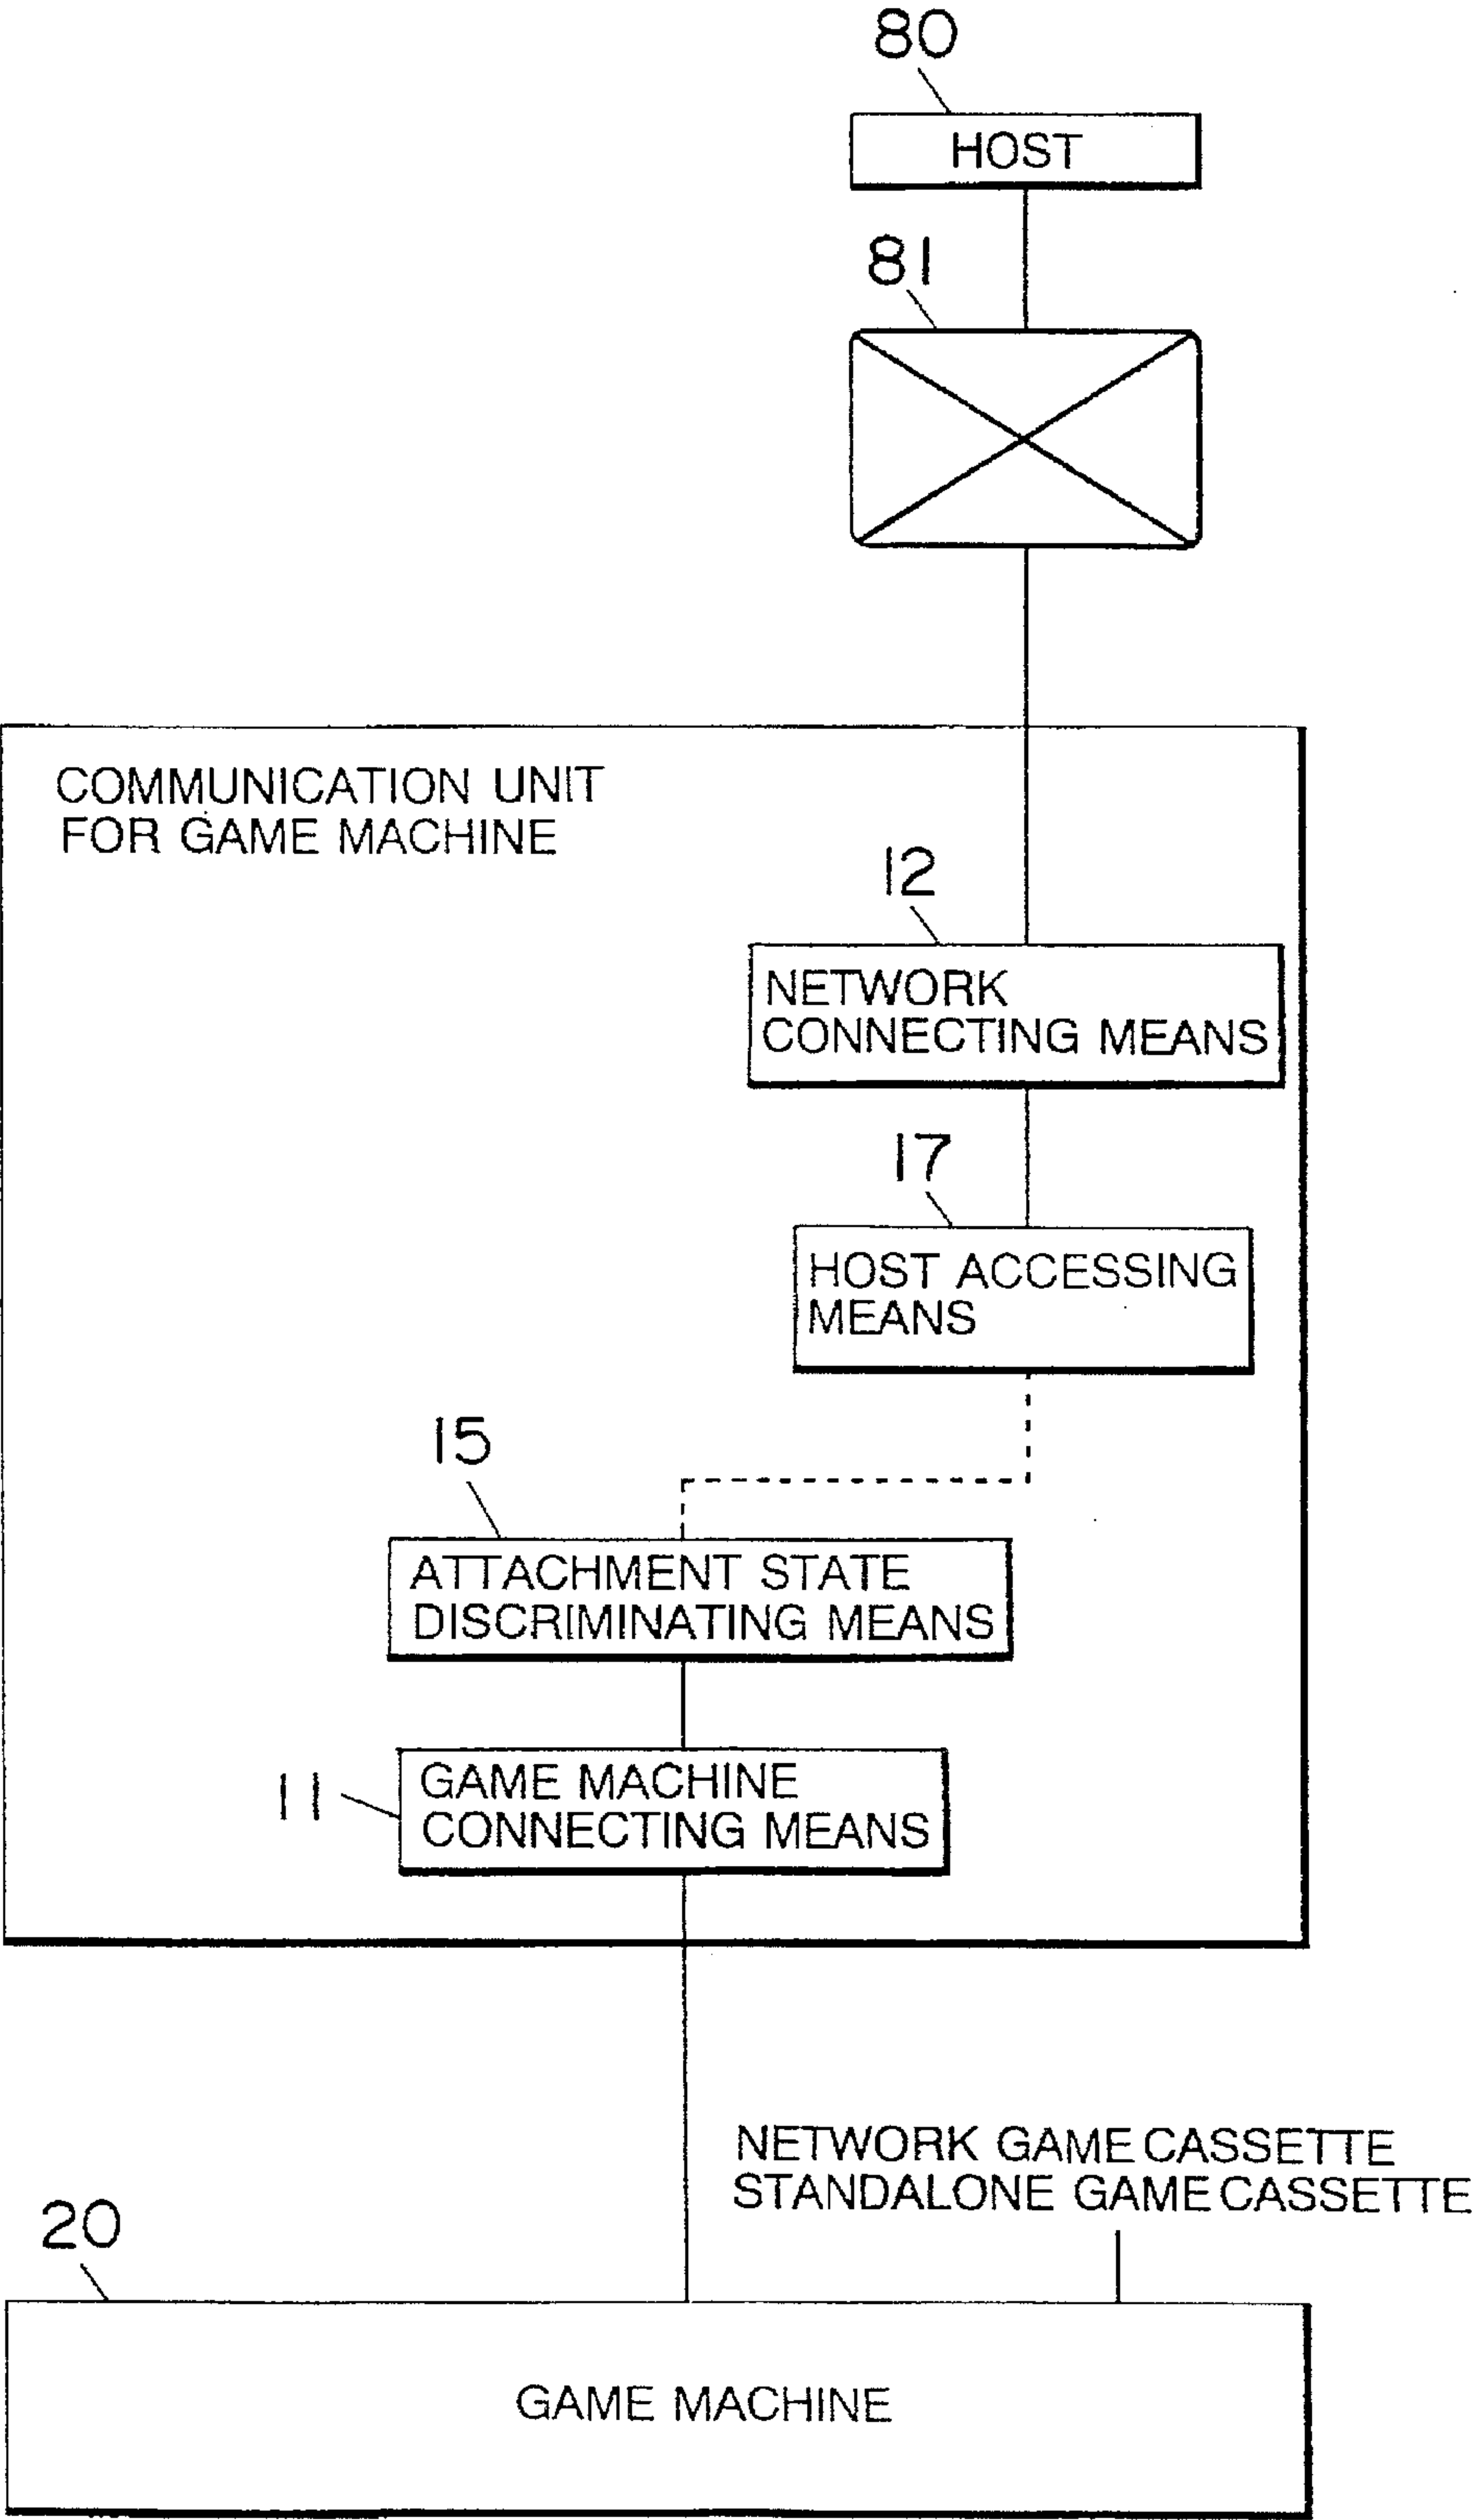 80
HOST
81
COMMUNICATION UNIT
FOR GAME MACHINE
12
NETWORK
CONNECTING MEANS
17
HOST ACCESSING
MEANS
15
ATTACHMENT STATE
DISCRIMINATING MEANS
11
GAME MACHINE
CONNECTING MEANS
NETWORK GAME CASSETTE
STANDALONE GAME CASSETTE
20
GAME MACHINE